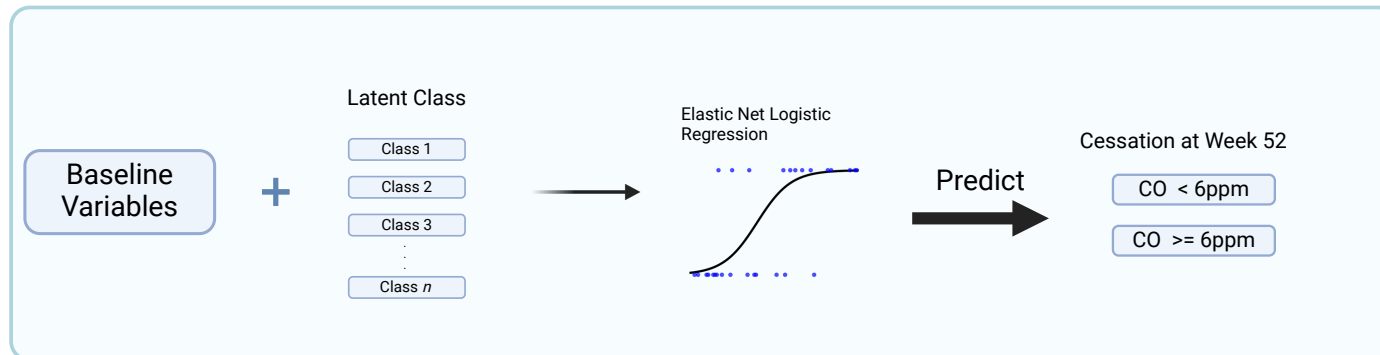 Baseline
Variables
+
Latent Class
Class 1
Class 2
Class 3
.
.
.
Class n
Elastic Net Logistic
Regression
Predict
Cessation at Week 52
CO < 6ppm
CO >= 6ppm